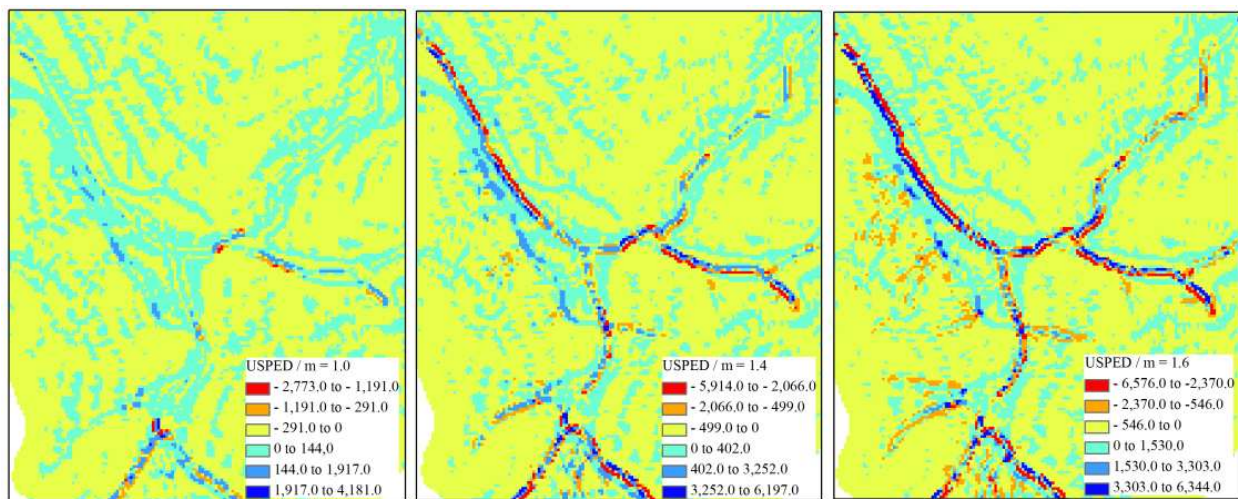 USPED / m = 1.0
- 2,773.0 to - 1,191.0
- 1,191.0 to - 291.0
- 291.0 to 0
0 to 144,0
144.0 to 1,917.0
1,917.0 to 4,181.0
USPED / m = 1.4
- 5,914.0 to - 2,066.0
- 2,066.0 to - 499.0
- 499.0 to 0
0 to 402.0
402.0 to 3,252.0
3,252.0 to 6,197.0
USPED / m = 1.6
- 6,576.0 to -2,370.0
- 2,370.0 to -546.0
- 546.0 to 0
0 to 1,530.0
1,530.0 to 3,303.0
3,303.0 to 6,344.0